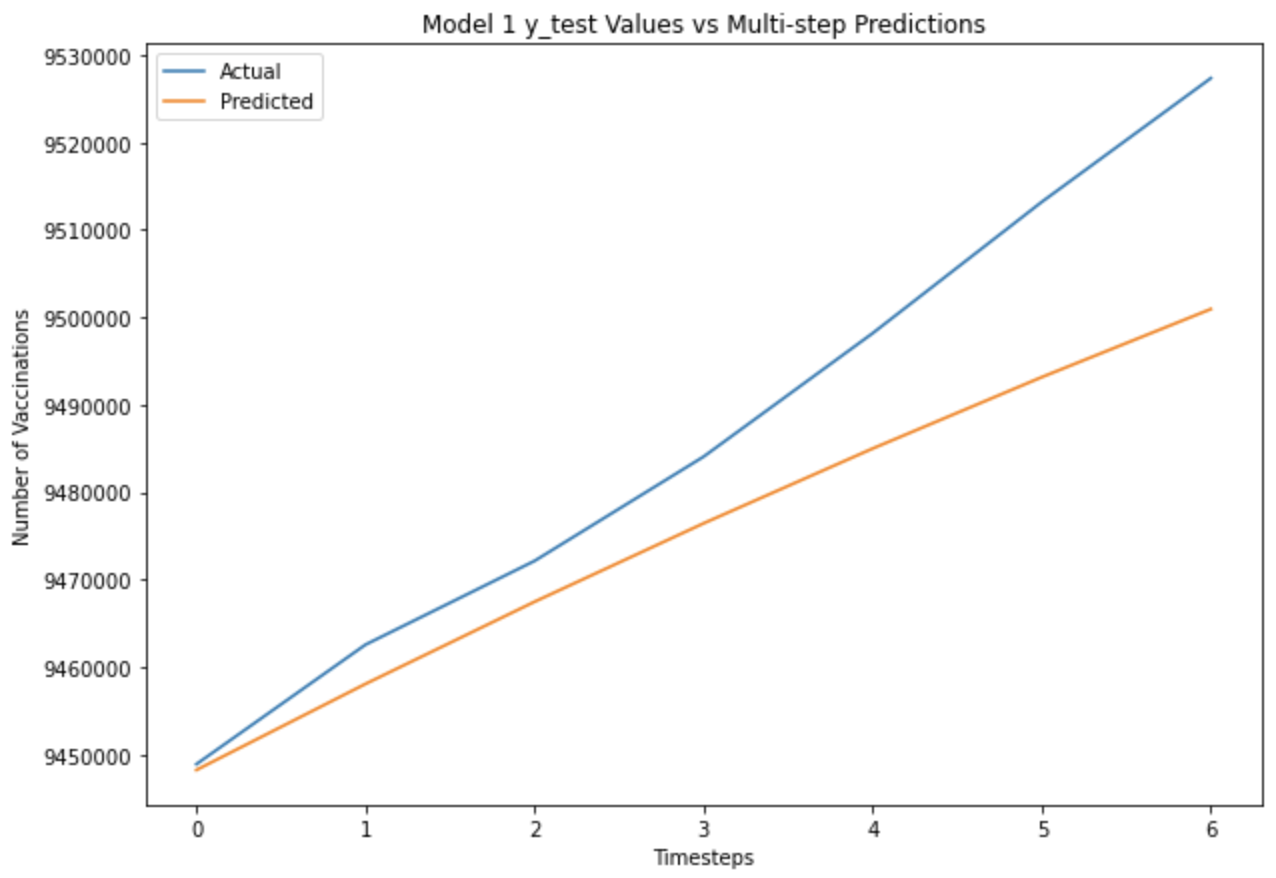 Model 1 y_test Values vs Multi-step Predictions
Actual
Predicted
Number of Vaccinations
9530000
9520000
9510000
9500000
9490000
9480000
9470000
9460000
9450000
0 1 2 3 4 5 6
Timesteps